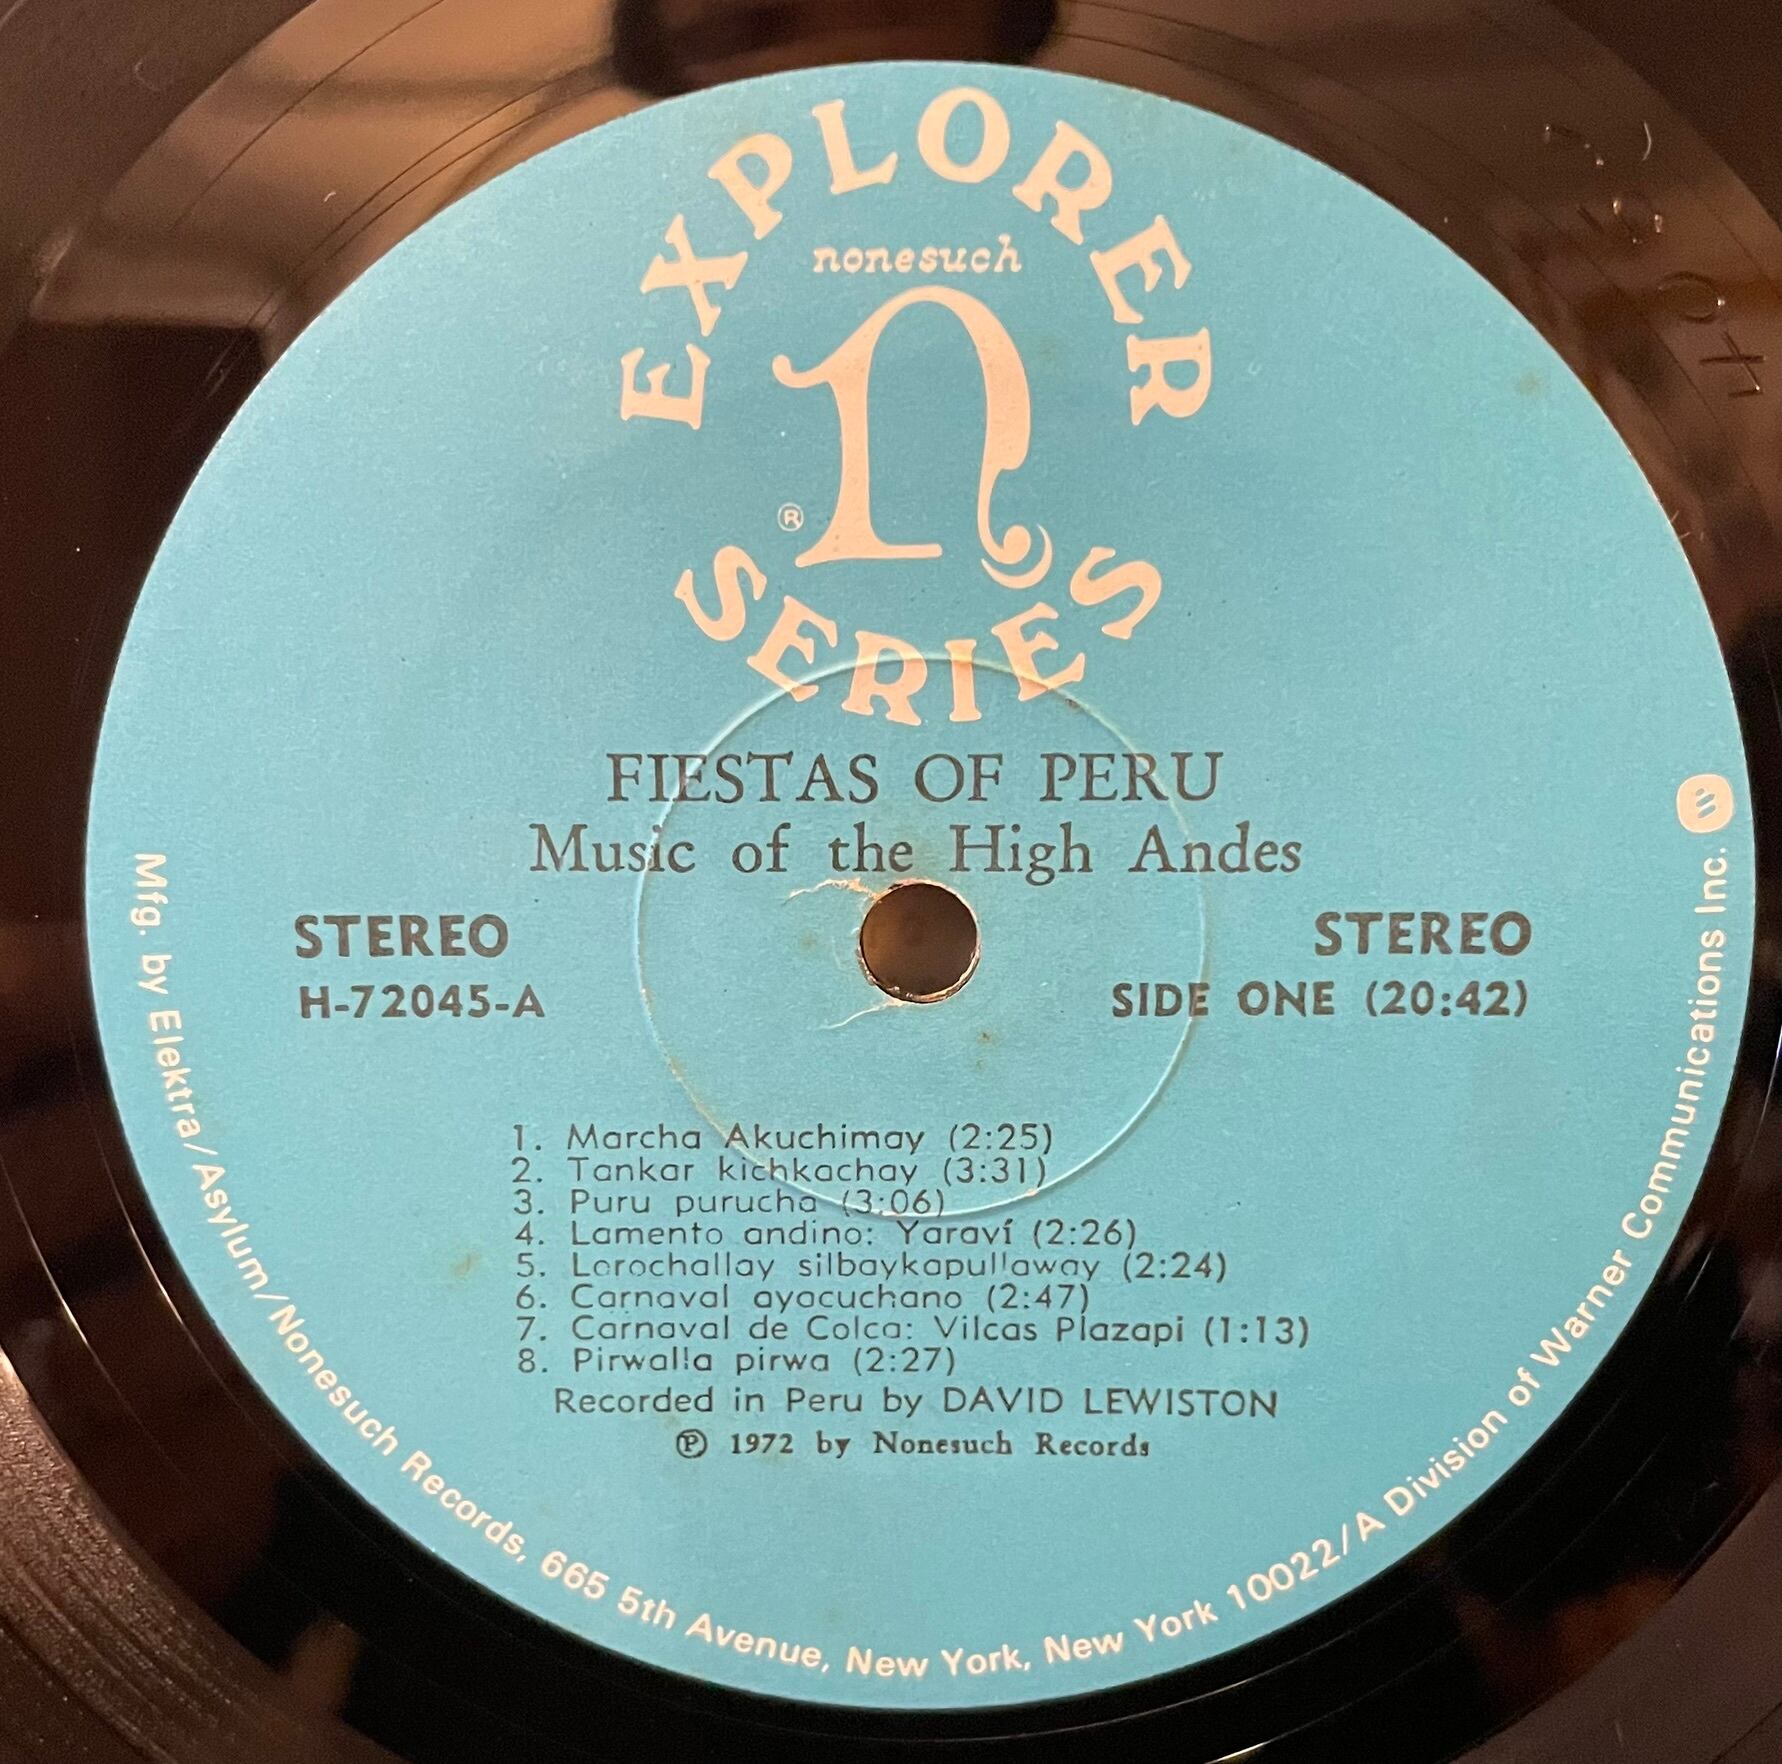 EXPLORER
nonesuch
n
®
SERIES
FIESTAS OF PERU
Music of the High Andes
STEREO STEREO
H-72045-A SIDE ONE (20:42)
1. Marcha Akuchimay (2:25)
2. Tankar kichkachay (3:31)
3. Puru purucha (3:06)
4. Lamento andino: Yaraví (2:26)
5. Lorochallay silbaykapullaway (2:24)
6. Carnaval ayacuchano (2:47)
7. Carnaval de Colca: Vilcas Plazapi (1:13)
8. Pirwalla pirwa (2:27)
Recorded in Peru by DAVID LEWISTON
℗ 1972 by Nonesuch Records
Mfg. by Elektra/Asylum/Nonesuch Records, 665 5th Avenue, New York, New York 10022/A Division of Warner Communications Inc.